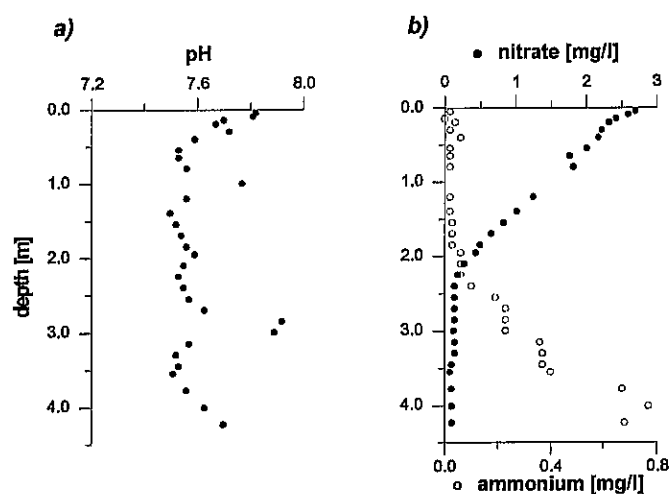 a)
pH
7.2 7.6 8.0
0.0
1.0
2.0
3.0
4.0
depth [m]
b)
● nitrate [mg/l]
0 1 2 3
0.0
1.0
2.0
3.0
4.0
0.0 0.4 0.8
○ ammonium [mg/l]